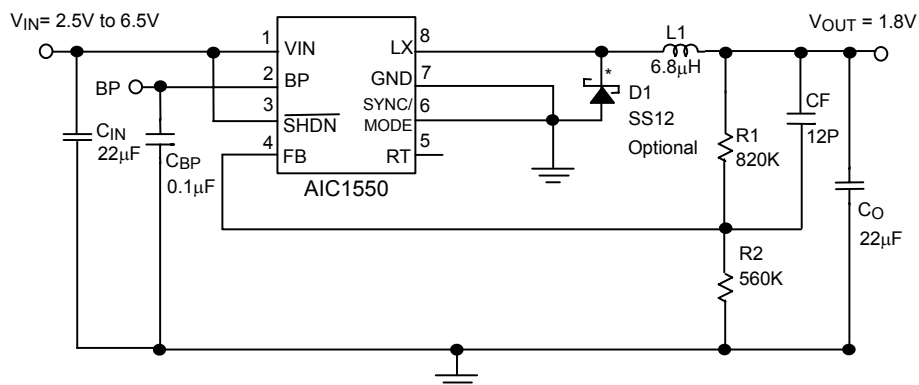 VIN= 2.5V to 6.5V
VOUT = 1.8V
1
VIN
LX
8
L1
6.8μH
BP
2
BP
GND
7
*
D1
SS12
Optional
CF
12P
3
SHDN
SYNC/
MODE
6
CIN
22μF
CBP
0.1μF
4
FB
RT
5
R1
820K
AIC1550
CO
22μF
R2
560K